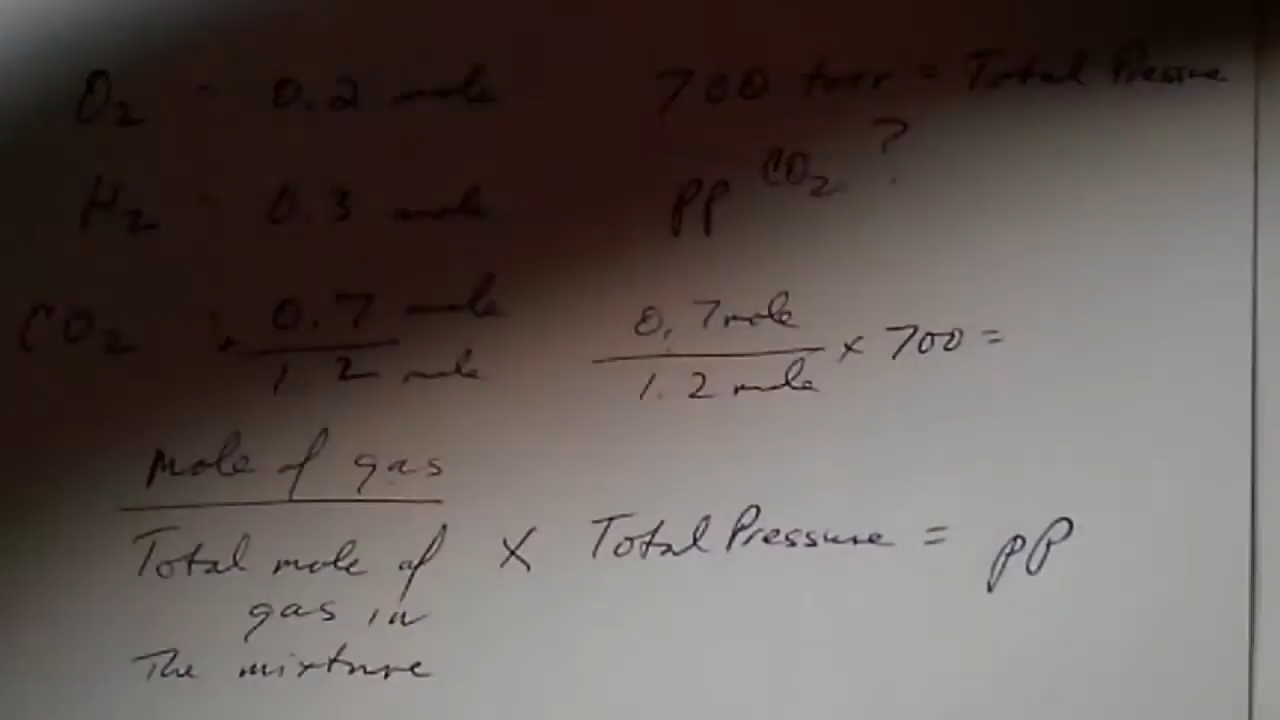 O2 - 0.2 mole 700 torr = Total Pressure
H2 - 0.3 mole pp CO2 ?
CO2 : 0.7 mole 0.7 mole
+ 1.2 mole 1.2 mole x 700 =
mole of gas
Total mole of X Total Pressure = pp
gas in
The mixture